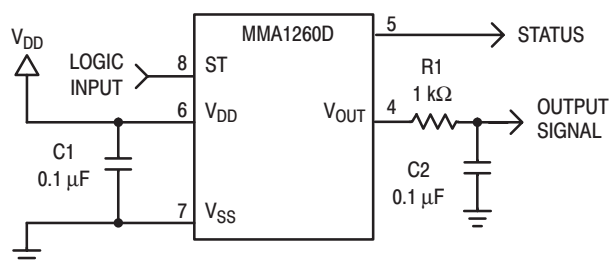 MMA1260D
5
STATUS
V_DD
LOGIC
INPUT
8
ST
R1
1 kΩ
6
V_DD
V_OUT
4
OUTPUT
SIGNAL
C1
0.1 μF
C2
0.1 μF
7
V_SS